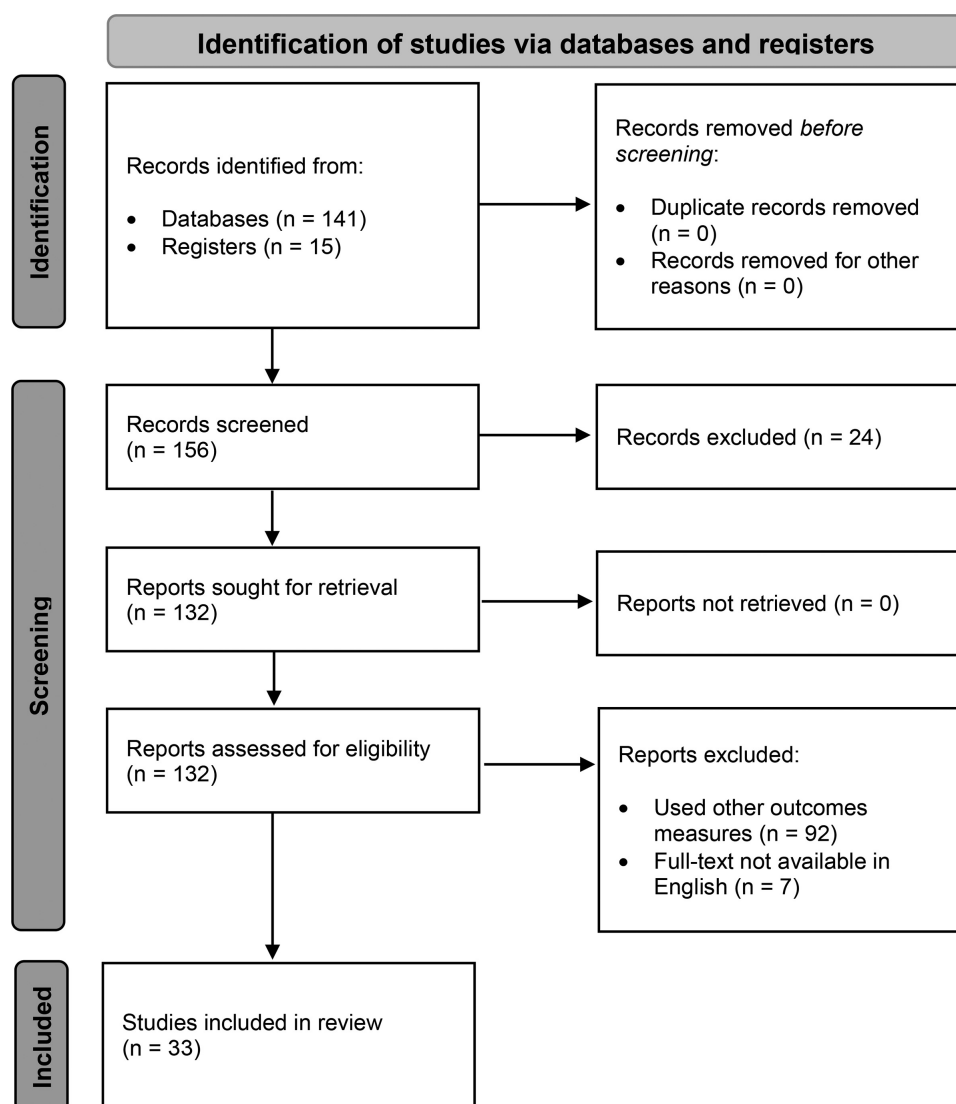 Identification of studies via databases and registers
Identification
Records identified from:
• Databases (n = 141)
• Registers (n = 15)
Records removed before
screening:
• Duplicate records removed
(n = 0)
• Records removed for other
reasons (n = 0)
Screening
Records screened
(n = 156)
Records excluded (n = 24)
Reports sought for retrieval
(n = 132)
Reports not retrieved (n = 0)
Reports assessed for eligibility
(n = 132)
Reports excluded:
• Used other outcomes
measures (n = 92)
• Full-text not available in
English (n = 7)
Included
Studies included in review
(n = 33)